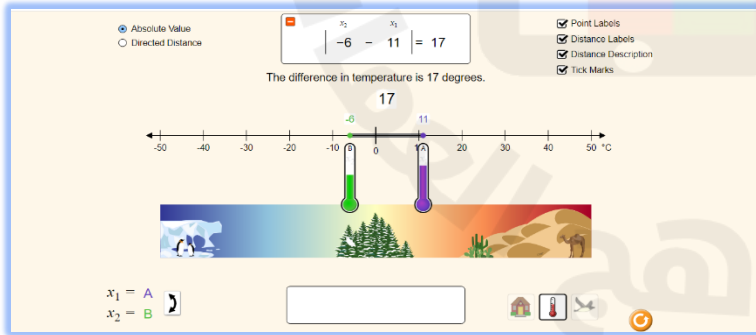 Absolute Value
Directed Distance
x₂ x₁
| −6 − 11 | = 17
Point Labels
Distance Labels
Distance Description
Tick Marks
The difference in temperature is 17 degrees.
17
-6 11
-50 -40 -30 -20 -10 0 10 20 30 40 50 °C
B A
x₁ = A
x₂ = B